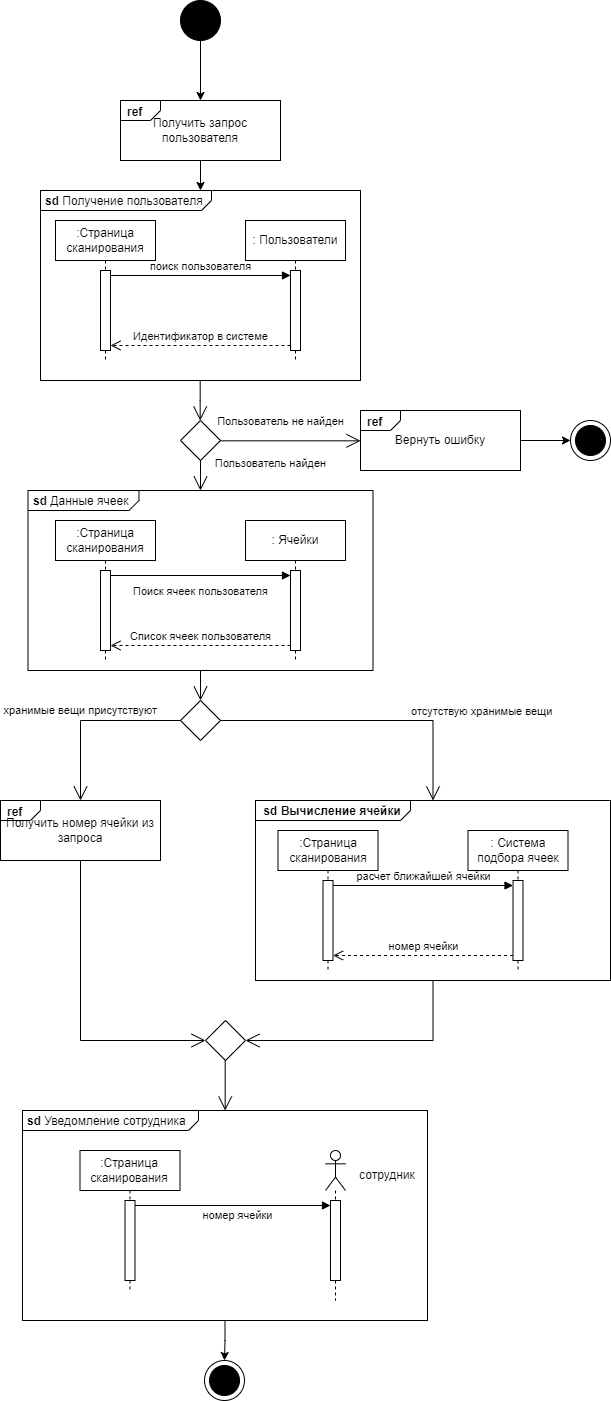 ref
Получить запрос
пользователя
sd Получение пользователя
:Страница
сканирования
: Пользователи
поиск пользователя
Идентификатор в системе
Пользователь не найден
ref
Вернуть ошибку
Пользователь найден
sd Данные ячеек
:Страница
сканирования
: Ячейки
Поиск ячеек пользователя
Список ячеек пользователя
хранимые вещи присутствуют
отсутствую хранимые вещи
ref
Получить номер ячейки из
запроса
sd Вычисление ячейки
:Страница
сканирования
: Система
подбора ячеек
расчет ближайшей ячейки
номер ячейки
sd Уведомление сотрудника
:Страница
сканирования
сотрудник
номер ячейки